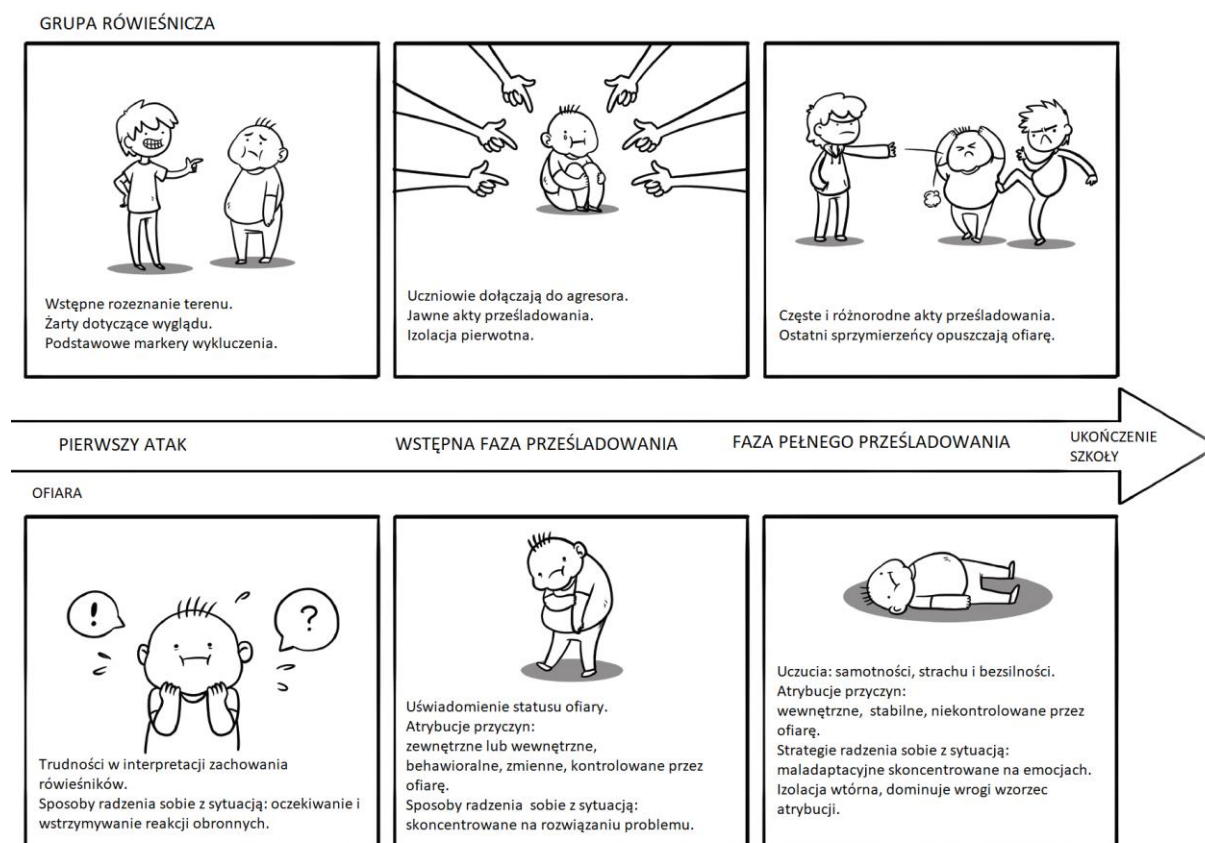 GRUPA RÓWIEŚNICZA
Wstępne rozeznanie terenu.
Żarty dotyczące wyglądu.
Podstawowe markery wykluczenia.
Uczniowie dołączają do agresora.
Jawne akty prześladowania.
Izolacja pierwotna.
Częste i różnorodne akty prześladowania.
Ostatni sprzymierzeńcy opuszczają ofiarę.
PIERWSZY ATAK
WSTĘPNA FAZA PRZEŚLADOWANIA
FAZA PEŁNEGO PRZEŚLADOWANIA
UKOŃCZENIE
SZKOŁY
OFIARA
!
?
Trudności w interpretacji zachowania
rówieśników.
Sposoby radzenia sobie z sytuacją: oczekiwanie i
wstrzymywanie reakcji obronnych.
Uświadomienie statusu ofiary.
Atrybucje przyczyn:
zewnętrzne lub wewnętrzne,
behawioralne, zmienne, kontrolowane przez
ofiarę.
Sposoby radzenia sobie z sytuacją:
skoncentrowane na rozwiązaniu problemu.
Uczucia: samotności, strachu i bezsilności.
Atrybucje przyczyn:
wewnętrzne, stabilne, niekontrolowane przez
ofiarę.
Strategie radzenia sobie z sytuacją:
maladaptacyjne skoncentrowane na emocjach.
Izolacja wtórna, dominuje wrogi wzorzec
atrybucji.